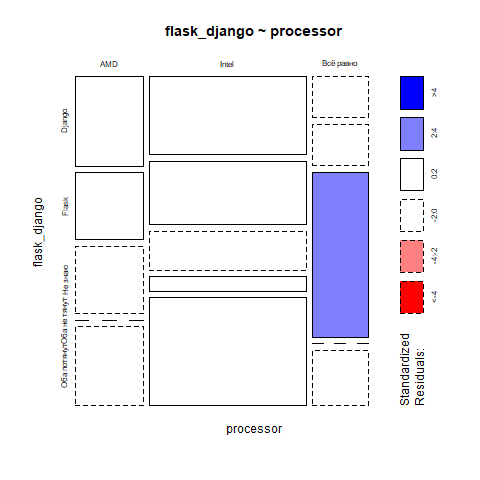 flask_django ~ processor
AMD
Intel
Всё равно
Django
Flask
Не знаю
Оба не тянут
Оба потянут
flask_django
processor
>4
2:4
0:2
-2:0
-4:-2
<-4
Standardized
Residuals: